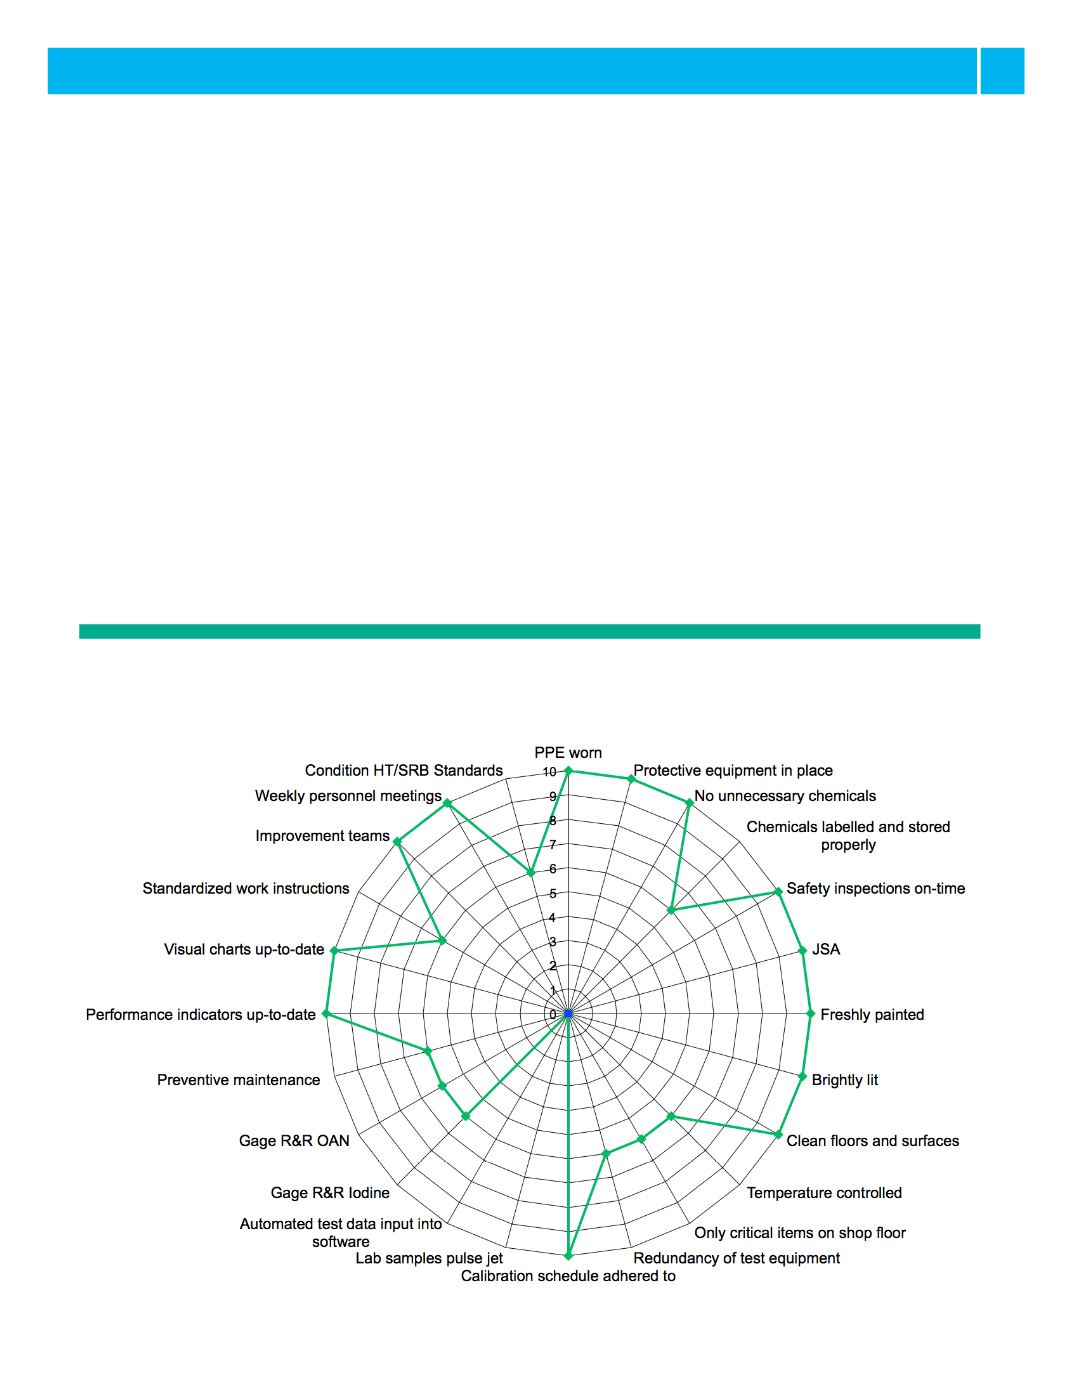 PPE worn
Protective equipment in place
No unnecessary chemicals
Chemicals labelled and stored
properly
Safety inspections on-time
JSA
Freshly painted
Brightly lit
Clean floors and surfaces
Temperature controlled
Only critical items on shop floor
Redundancy of test equipment
Calibration schedule adhered to
Lab samples pulse jet
Automated test data input into
software
Gage R&R Iodine
Gage R&R OAN
Preventive maintenance
Performance indicators up-to-date
Visual charts up-to-date
Standardized work instructions
Improvement teams
Weekly personnel meetings
Condition HT/SRB Standards
10
9
8
7
6
5
4
3
2
1
0